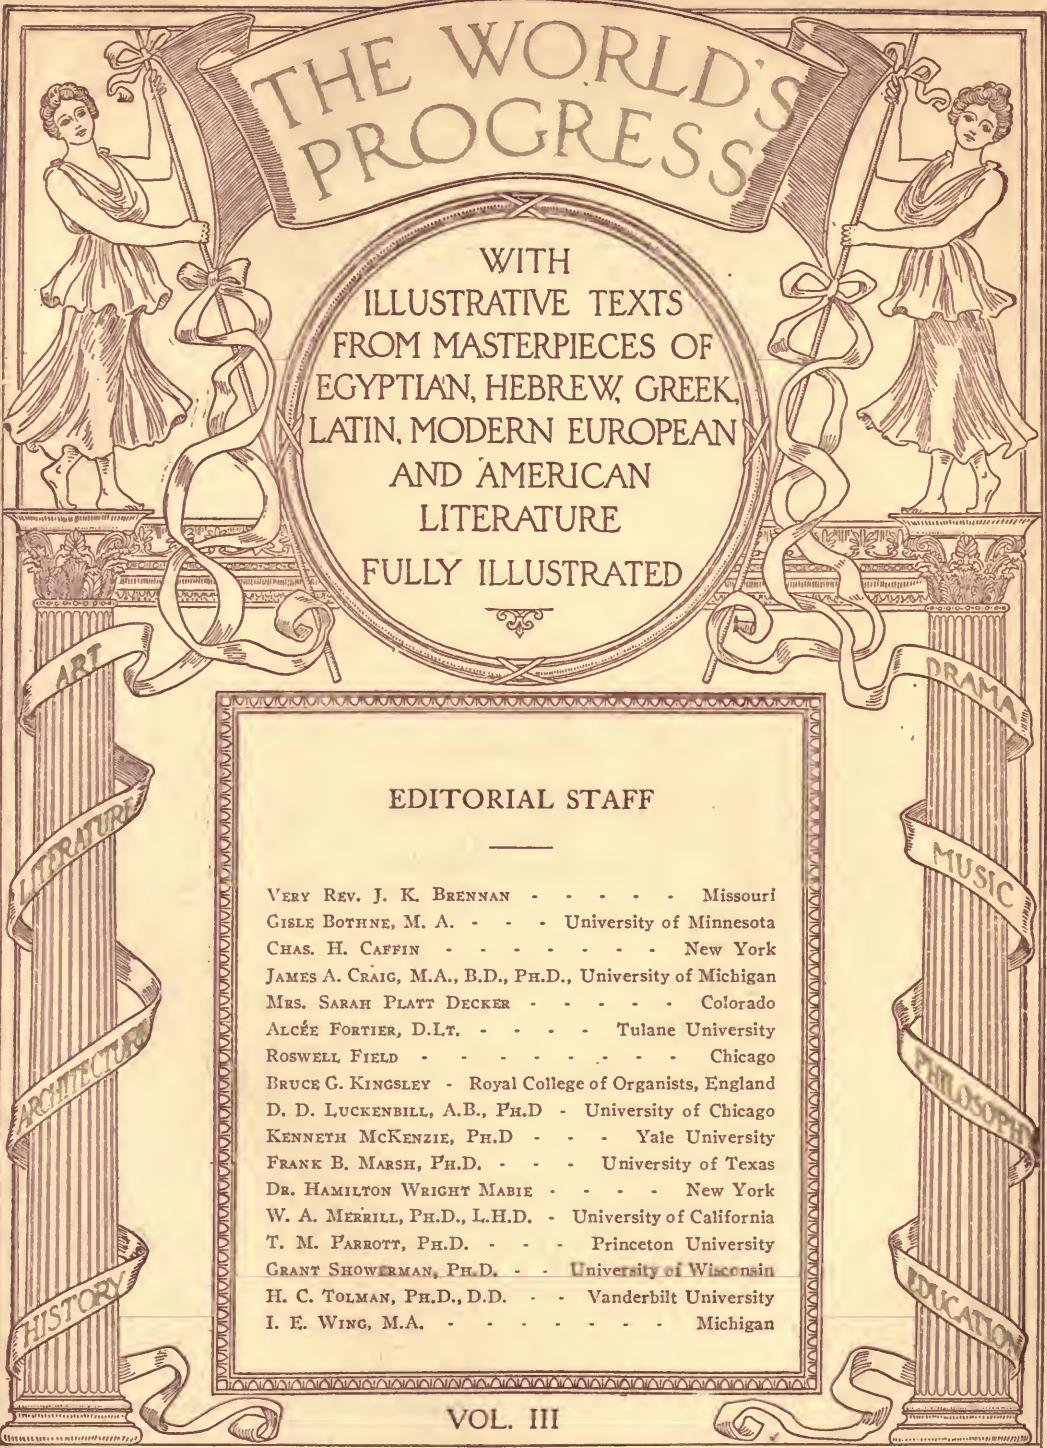 THE WORLD'S
PROGRESS
WITH
ILLUSTRATIVE TEXTS
FROM MASTERPIECES OF
EGYPTIAN, HEBREW, GREEK,
LATIN, MODERN EUROPEAN
AND AMERICAN
LITERATURE
FULLY ILLUSTRATED
ART
LITERATURE
ARCHITECTURE
HISTORY
DRAMA
MUSIC
PHILOSOPHY
EDUCATION
EDITORIAL STAFF
VERY REV. J. K. BRENNAN - - - - - Missouri
GISLE BOTHNE, M. A. - - - University of Minnesota
CHAS. H. CAFFIN - - - - - - - New York
JAMES A. CRAIG, M.A., B.D., PH.D., University of Michigan
MRS. SARAH PLATT DECKER - - - - - Colorado
ALCÉE FORTIER, D.LT. - - - - Tulane University
ROSWELL FIELD - - - - - - - - Chicago
BRUCE G. KINGSLEY - Royal College of Organists, England
D. D. LUCKENBILL, A.B., PH.D - University of Chicago
KENNETH MCKENZIE, PH.D - - - Yale University
FRANK B. MARSH, PH.D. - - - University of Texas
DR. HAMILTON WRIGHT MABIE - - - - New York
W. A. MERRILL, PH.D., L.H.D. - University of California
T. M. PARROTT, PH.D. - - - Princeton University
GRANT SHOWERMAN, PH.D. - - University of Wisconsin
H. C. TOLMAN, PH.D., D.D. - - Vanderbilt University
I. E. WING, M.A. - - - - - - - Michigan
VOL. III